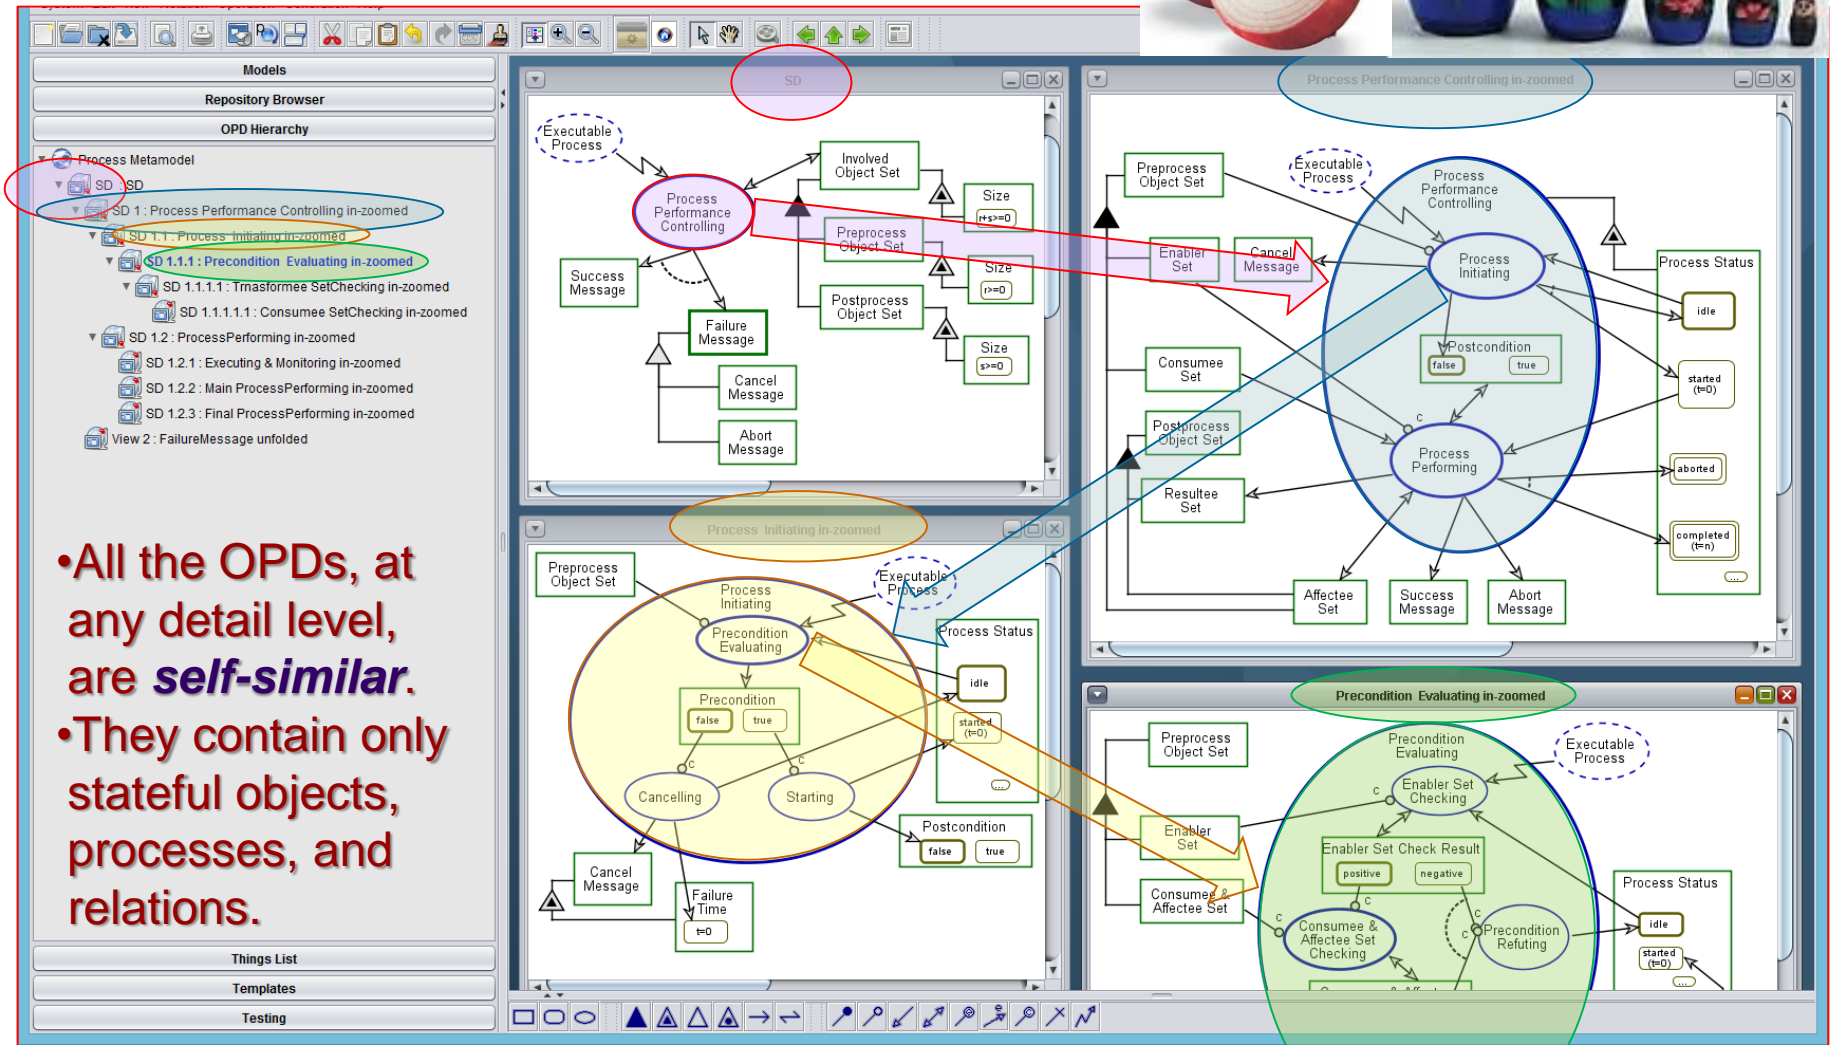 Models
Repository Browser
OPD Hierarchy
Process Metamodel
SD : SD
SD 1 : Process Performance Controlling in-zoomed
SD 1.1 : Process Initiating in-zoomed
SD 1.1.1 : Precondition Evaluating in-zoomed
SD 1.1.1.1 : Trnasformee SetChecking in-zoomed
SD 1.1.1.1.1 : Consumee SetChecking in-zoomed
SD 1.2 : ProcessPerforming in-zoomed
SD 1.2.1 : Executing & Monitoring in-zoomed
SD 1.2.2 : Main ProcessPerforming in-zoomed
SD 1.2.3 : Final ProcessPerforming in-zoomed
View 2 : FailureMessage unfolded
•All the OPDs, at
any detail level,
are self-similar.
•They contain only
stateful objects,
processes, and
relations.
Things List
Templates
Testing
SD
Executable
Process
Process
Performance
Controlling
Involved
Object Set
Size
r+s>=0
Preprocess
Object Set
Size
r>=0
Postprocess
Object Set
Size
s>=0
Success
Message
Failure
Message
Cancel
Message
Abort
Message
Process Performance Controlling in-zoomed
Preprocess
Object Set
Executable
Process
Process
Performance
Controlling
Enabler
Set
Cancel
Message
Process
Initiating
Process Status
idle
Postcondition
false
true
started
(t=0)
Consumee
Set
c
Postprocess
Object Set
Process
Performing
aborted
Resultee
Set
completed
(t=n)
...
Affectee
Set
Success
Message
Abort
Message
Process Initiating in-zoomed
Preprocess
Object Set
Executable
Process
Process
Initiating
Precondition
Evaluating
Process Status
idle
Precondition
false
true
started
(t=0)
c
c
...
Cancelling
Starting
Postcondition
false
true
Cancel
Message
Failure
Time
t=0
Precondition Evaluating in-zoomed
Preprocess
Object Set
Precondition
Evaluating
Executable
Process
c
Enabler Set
Checking
Enabler
Set
Enabler Set Check Result
positive
negative
Process Status
Consumee &
Affectee Set
c
c
c
c
Consumee &
Affectee Set
Checking
Precondition
Refuting
idle
started
(t=0)
...
e